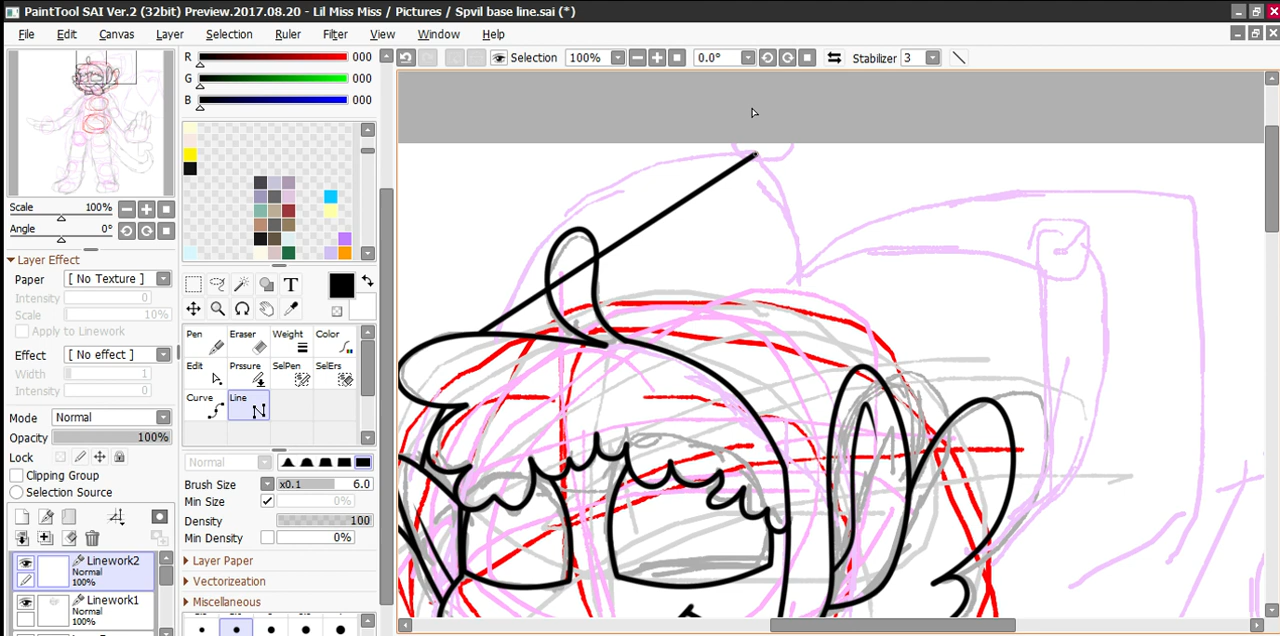 PaintTool SAI Ver.2 (32bit) Preview.2017.08.20 - Lil Miss Miss / Pictures / Spvil base line.sai (*)
File Edit Canvas Layer Selection Ruler Filter View Window Help
Selection 100% 0.0° Stabilizer 3
R 000
G 000
B 000
Scale 100%
Angle 0°
Layer Effect
Paper [ No Texture ]
Intensity 0
Scale 10%
Apply to Linework
Effect [ No effect ]
Width 1
Intensity 0
Mode Normal
Opacity 100%
Lock
Clipping Group
Selection Source
Linework2
Normal
100%
Linework1
Normal
100%
T
Pen Eraser Weight Color
Edit Prssure SelPen SelErs
Curve Line
Normal
Brush Size x0.1 6.0
Min Size 0%
Density 100
Min Density 0%
Layer Paper
Vectorization
Miscellaneous